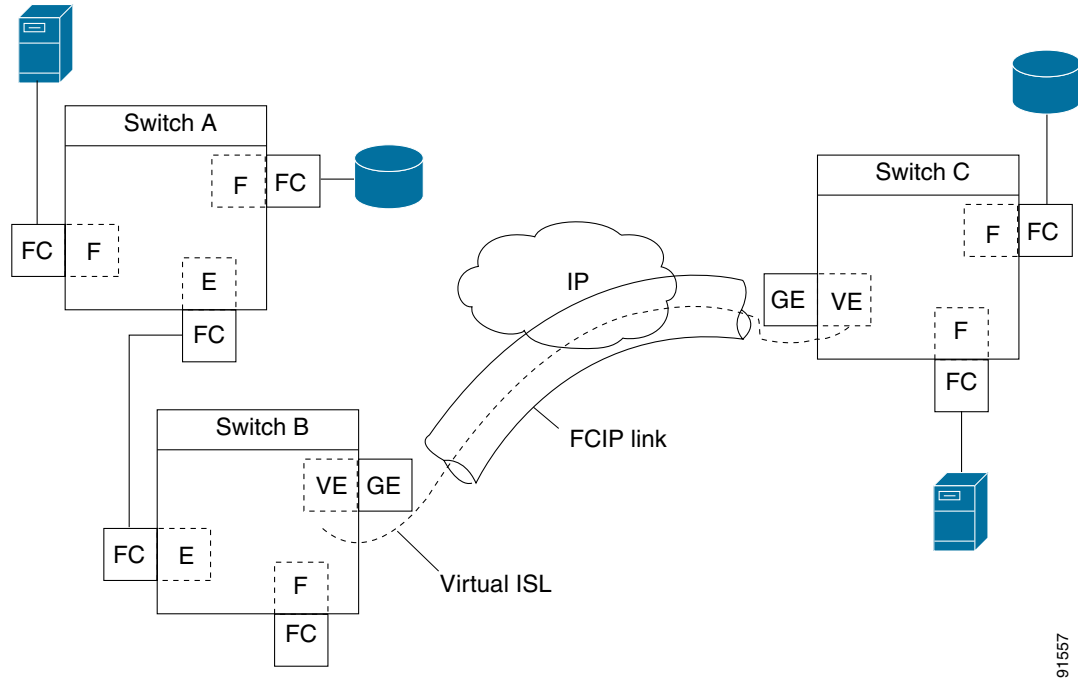 Switch A
F FC
FC F
E
FC
Switch C
F FC
IP
GE VE
F
FC
FCIP link
Switch B
VE GE
FC E
F
FC
Virtual ISL
91557